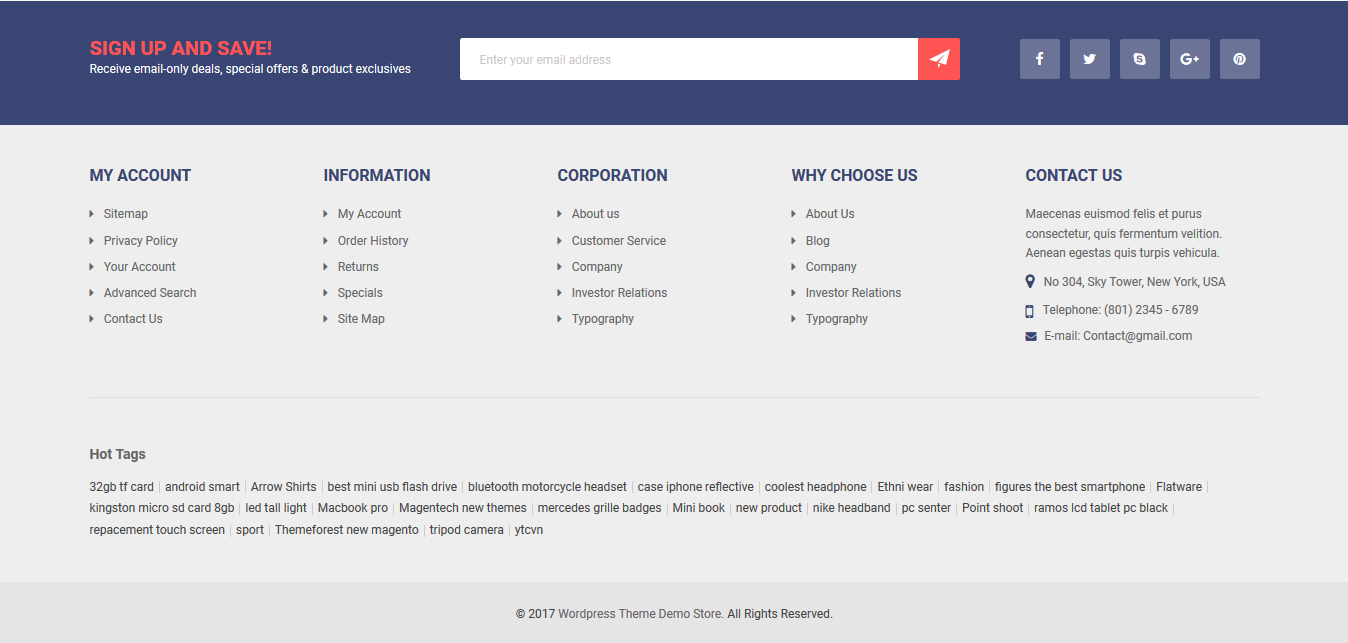 SIGN UP AND SAVE!
Receive email-only deals, special offers & product exclusives
Enter your email address
MY ACCOUNT
Sitemap
Privacy Policy
Your Account
Advanced Search
Contact Us
INFORMATION
My Account
Order History
Returns
Specials
Site Map
CORPORATION
About us
Customer Service
Company
Investor Relations
Typography
WHY CHOOSE US
About Us
Blog
Company
Investor Relations
Typography
CONTACT US
Maecenas euismod felis et purus
consectetur, quis fermentum velition.
Aenean egestas quis turpis vehicula.
No 304, Sky Tower, New York, USA
Telephone: (801) 2345 - 6789
E-mail: Contact@gmail.com
Hot Tags
32gb tf card | android smart | Arrow Shirts | best mini usb flash drive | bluetooth motorcycle headset | case iphone reflective | coolest headphone | Ethni wear | fashion | figures the best smartphone | Flatware |
kingston micro sd card 8gb | led tall light | Macbook pro | Magentech new themes | mercedes grille badges | Mini book | new product | nike headband | pc senter | Point shoot | ramos lcd tablet pc black |
repacement touch screen | sport | Themeforest new magento | tripod camera | ytcvn
© 2017 Wordpress Theme Demo Store. All Rights Reserved.